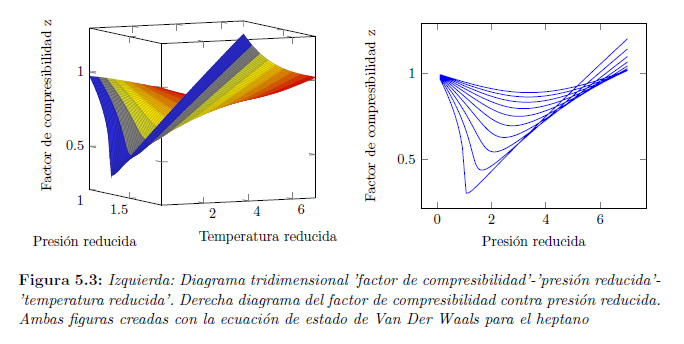 Factor de compresibilidad z
1
0.5
1
1.5
2
4
6
Presión reducida
Temperatura reducida
Factor de compresibilidad z
1
0.5
0
2
4
6
Presión reducida
Figura 5.3: Izquierda: Diagrama tridimensional 'factor de compresibilidad'-'presión reducida'-
'temperatura reducida'. Derecha diagrama del factor de compresibilidad contra presión reducida.
Ambas figuras creadas con la ecuación de estado de Van Der Waals para el heptano